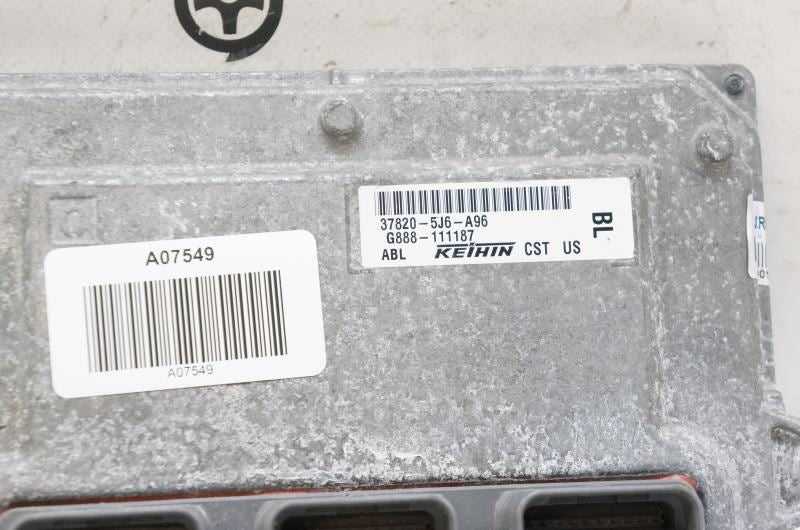 A07549
A07549
37820-5J6-A96
G888-111187
ABL KEIHIN CST US
BL